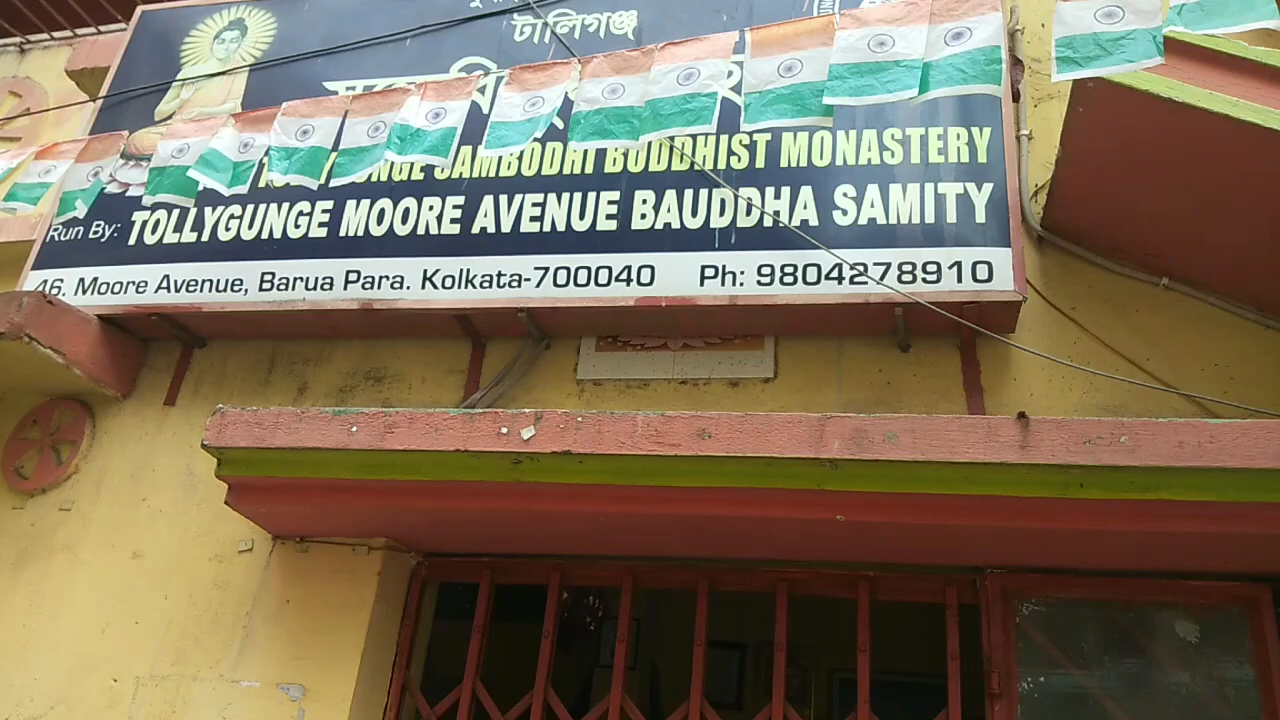 টালিগঞ্জ
SAMBODHI BUDDHIST MONASTERY
Run By: TOLLYGUNGE MOORE AVENUE BAUDDHA SAMITY
46, Moore Avenue, Barua Para. Kolkata-700040 Ph: 9804278910